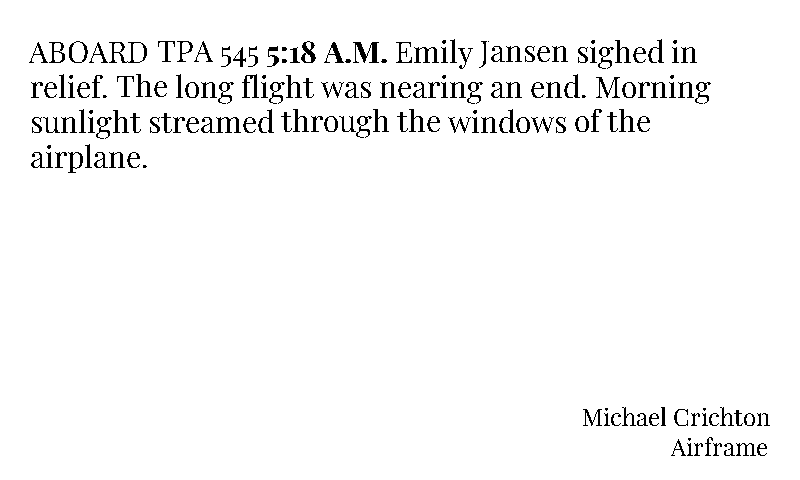 ABOARD TPA 545 5:18 A.M. Emily Jansen sighed in
relief. The long flight was nearing an end. Morning
sunlight streamed through the windows of the
airplane.
Michael Crichton
Airframe